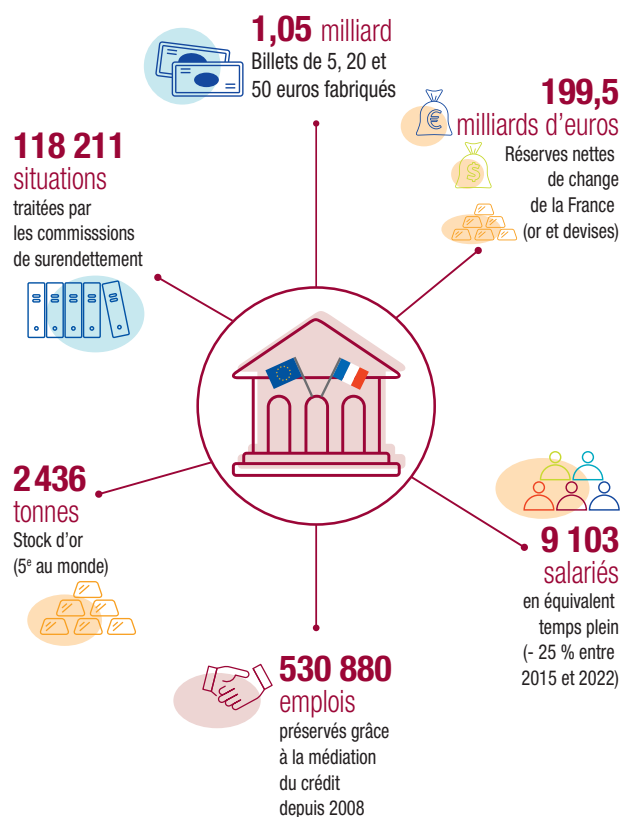 1,05 milliard
Billets de 5, 20 et
50 euros fabriqués
199,5
milliards d'euros
Réserves nettes
de change
de la France
(or et devises)
118 211
situations
traitées par
les commisssions
de surendettement
2 436
tonnes
Stock d'or
(5e au monde)
9 103
salariés
en équivalent
temps plein
(- 25 % entre
2015 et 2022)
530 880
emplois
préservés grâce
à la médiation
du crédit
depuis 2008